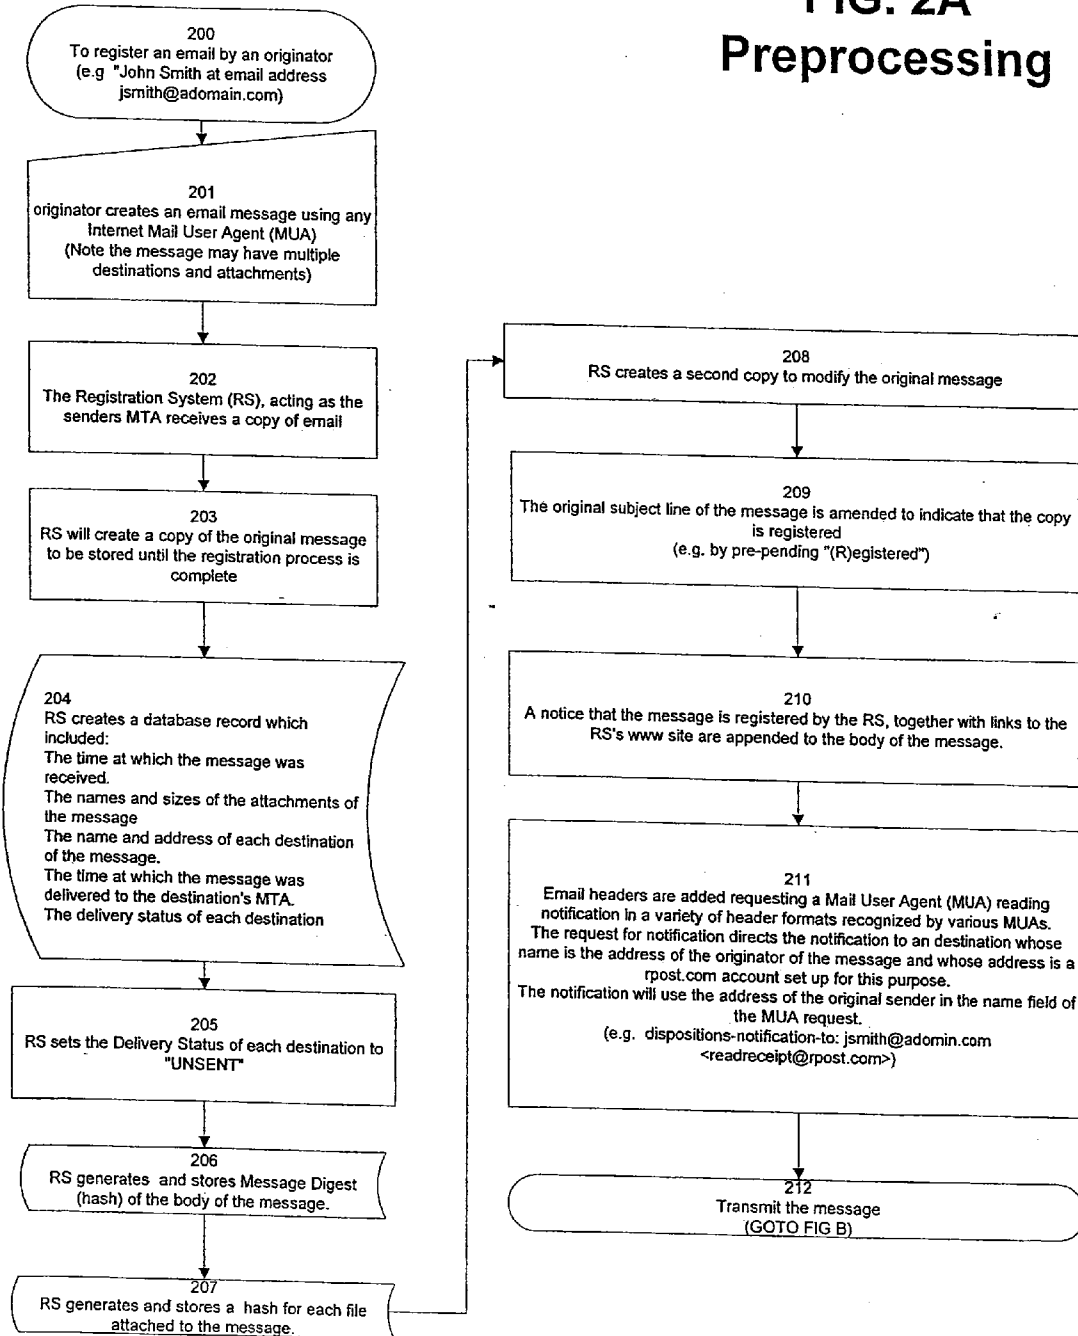 FIG. 2A
Preprocessing
200
To register an email by an originator
(e.g "John Smith at email address
jsmith@adomain.com)
201
originator creates an email message using any
Internet Mail User Agent (MUA)
(Note the message may have multiple
destinations and attachments)
202
The Registration System (RS), acting as the
senders MTA receives a copy of email
203
RS will create a copy of the original message
to be stored until the registration process is
complete
204
RS creates a database record which
included:
The time at which the message was
received.
The names and sizes of the attachments of
the message
The name and address of each destination
of the message.
The time at which the message was
delivered to the destination's MTA.
The delivery status of each destination
205
RS sets the Delivery Status of each destination to
"UNSENT"
206
RS generates and stores Message Digest
(hash) of the body of the message.
207
RS generates and stores a hash for each file
attached to the message.
208
RS creates a second copy to modify the original message
209
The original subject line of the message is amended to indicate that the copy
is registered
(e.g. by pre-pending "(R)egistered")
210
A notice that the message is registered by the RS, together with links to the
RS's www site are appended to the body of the message.
211
Email headers are added requesting a Mail User Agent (MUA) reading
notification in a variety of header formats recognized by various MUAs.
The request for notification directs the notification to an destination whose
name is the address of the originator of the message and whose address is a
rpost.com account set up for this purpose.
The notification will use the address of the original sender in the name field of
the MUA request.
(e.g. dispositions-notification-to: jsmith@adomin.com
<readreceipt@rpost.com>)
212
Transmit the message
(GOTO FIG B)